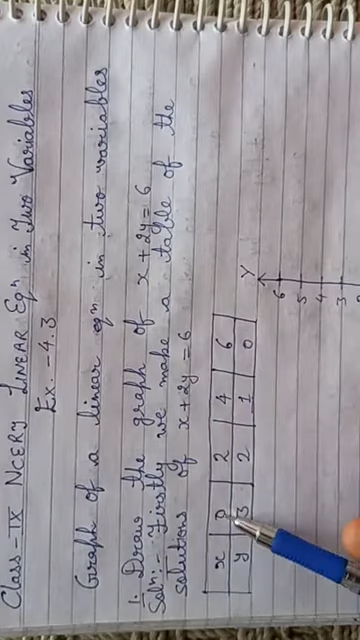 Class-IX NCERY LINEAR Eqn in Two Variables
Ex. - 4.3
Graph of a linear eqn in two variables
1. Draw the graph of x + 2y = 6
Soln:- Firstly we make a table of the
solutions of x + 2y = 6
x 0 2 4 6
y 3 2 1 0
Y
6
5
4
3